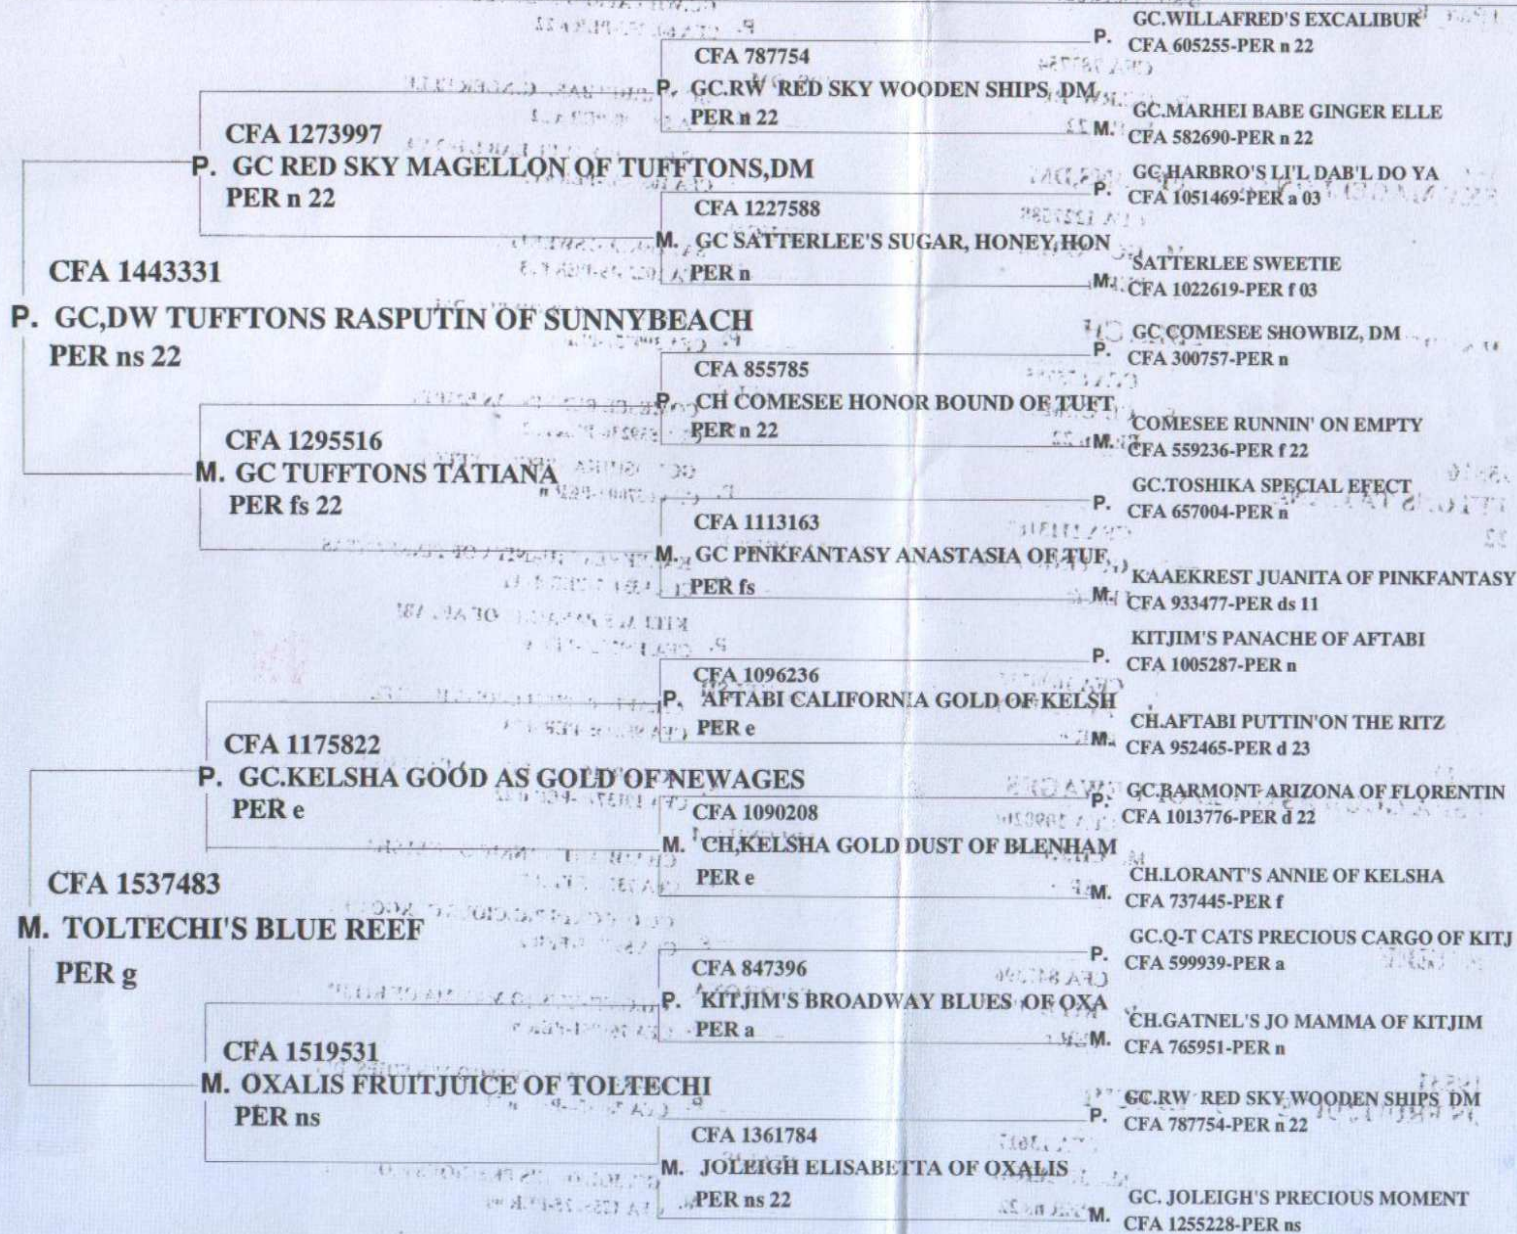 CFA 1443331
P. GC,DW TUFFTONS RASPUTIN OF SUNNYBEACH
PER ns 22
CFA 1537483
M. TOLTECHI'S BLUE REEF
PER g
CFA 1273997
P. GC RED SKY MAGELLON OF TUFFTONS,DM
PER n 22
CFA 1295516
M. GC TUFFTONS TATIANA
PER fs 22
CFA 1175822
P. GC.KELSHA GOOD AS GOLD OF NEWAGES
PER e
CFA 1519531
M. OXALIS FRUITJUICE OF TOLTECHI
PER ns
CFA 787754
P. GC.RW RED SKY WOODEN SHIPS, DM
PER n 22
CFA 1227588
M. GC SATTERLEE'S SUGAR, HONEY,HON
PER n
CFA 855785
P. CH COMESEE HONOR BOUND OF TUFT
PER n 22
CFA 1113163
M. GC PINKFANTASY ANASTASIA OF TUF
PER fs
CFA 1096236
P. AFTABI CALIFORNIA GOLD OF KELSH
PER e
CFA 1090208
M. CH,KELSHA GOLD DUST OF BLENHAM
PER e
CFA 847396
P. KITJIM'S BROADWAY BLUES OF OXA
PER a
CFA 1361784
M. JOLEIGH ELISABETTA OF OXALIS
PER ns 22
GC.WILLAFRED'S EXCALIBUR
P. CFA 605255-PER n 22
GC.MARHEI BABE GINGER ELLE
M. CFA 582690-PER n 22
GC,HARBRO'S LI'L DAB'L DO YA
P. CFA 1051469-PER a 03
SATTERLEE SWEETIE
M. CFA 1022619-PER f 03
GC,COMESEE SHOWBIZ, DM
P. CFA 300757-PER n
COMESEE RUNNIN' ON EMPTY
M. CFA 559236-PER f 22
GC.TOSHIKA SPECIAL EFECT
P. CFA 657004-PER n
KAAEKREST JUANITA OF PINKFANTASY
M. CFA 933477-PER ds 11
KITJIM'S PANACHE OF AFTABI
P. CFA 1005287-PER n
CH.AFTABI PUTTIN'ON THE RITZ
M. CFA 952465-PER d 23
GC.BARMONT ARIZONA OF FLORENTIN
P. CFA 1013776-PER d 22
CH.LORANT'S ANNIE OF KELSHA
M. CFA 737445-PER f
GC.Q-T CATS PRECIOUS CARGO OF KITJ
P. CFA 599939-PER a
CH.GATNEL'S JO MAMMA OF KITJIM
M. CFA 765951-PER n
GC.RW RED SKY WOODEN SHIPS DM
P. CFA 787754-PER n 22
GC. JOLEIGH'S PRECIOUS MOMENT
M. CFA 1255228-PER ns